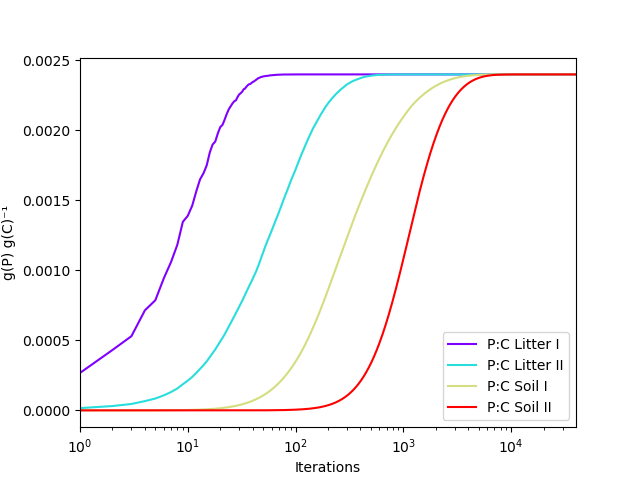 0.0025
0.0020
0.0015
0.0010
0.0005
0.0000
g(P) g(C)⁻¹
10⁰ 10¹ 10² 10³ 10⁴
Iterations
P:C Litter I
P:C Litter II
P:C Soil I
P:C Soil II